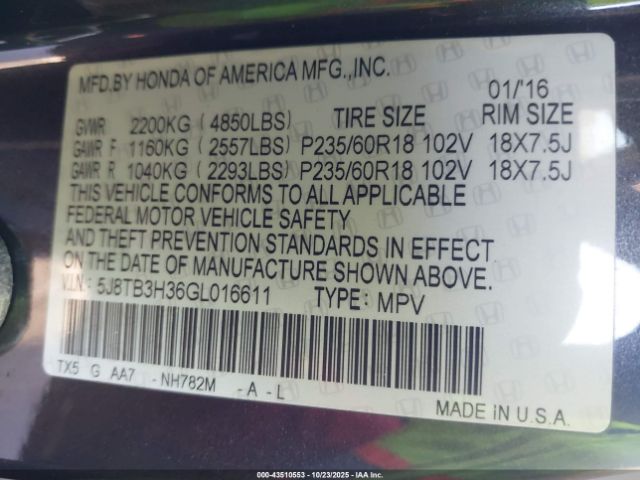 MFD.BY HONDA OF AMERICA MFG.,INC. 01/'16
GVWR 2200KG (4850LBS) TIRE SIZE RIM SIZE
GAWR F 1160KG (2557LBS) P235/60R18 102V 18X7.5J
GAWR R 1040KG (2293LBS) P235/60R18 102V 18X7.5J
THIS VEHICLE CONFORMS TO ALL APPLICABLE
FEDERAL MOTOR VEHICLE SAFETY
AND THEFT PREVENTION STANDARDS IN EFFECT
ON THE DATE OF MANUFACTURE SHOWN ABOVE.
V.I.N.: 5J8TB3H36GL016611 TYPE: MPV
TX5 G AA7 - NH782M - A - L
MADE IN U.S.A.
000-43510553 | 10/23/2025 | IAAI.COM